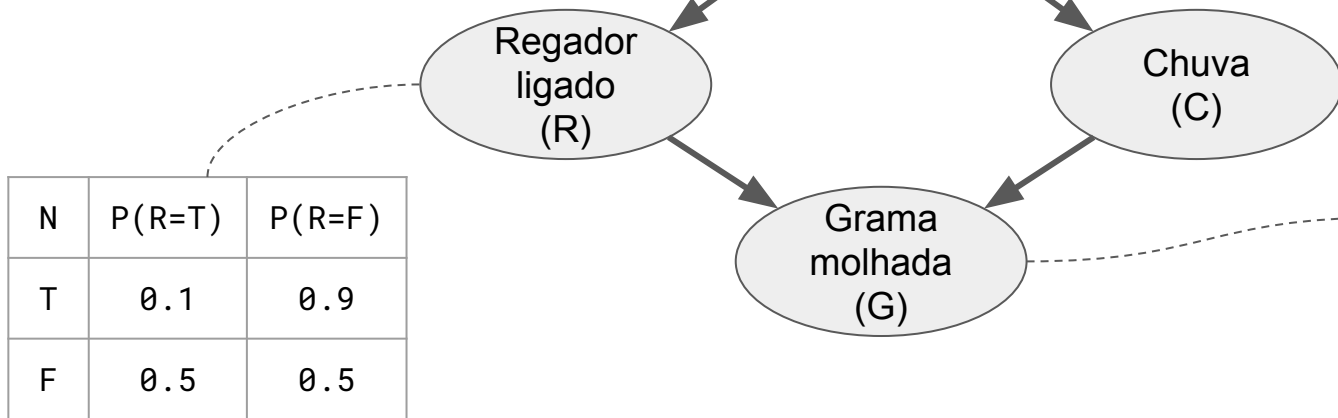 Regador
ligado
(R)
Chuva
(C)
Grama
molhada
(G)
N P(R=T) P(R=F)
T 0.1 0.9
F 0.5 0.5